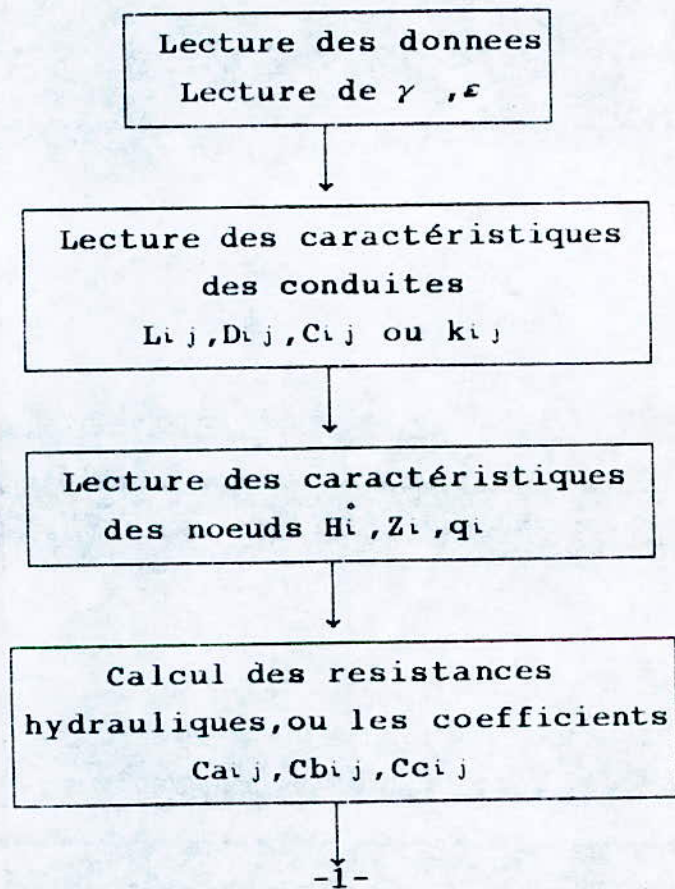 Lecture des donnees
Lecture de γ ,ε
Lecture des caractéristiques
des conduites
Lij,Dij,Cij ou kij
Lecture des caractéristiques
des noeuds H°i,Zi,qi
Calcul des resistances
hydrauliques,ou les coefficients
Caij,Cbij,Ccij
-1-